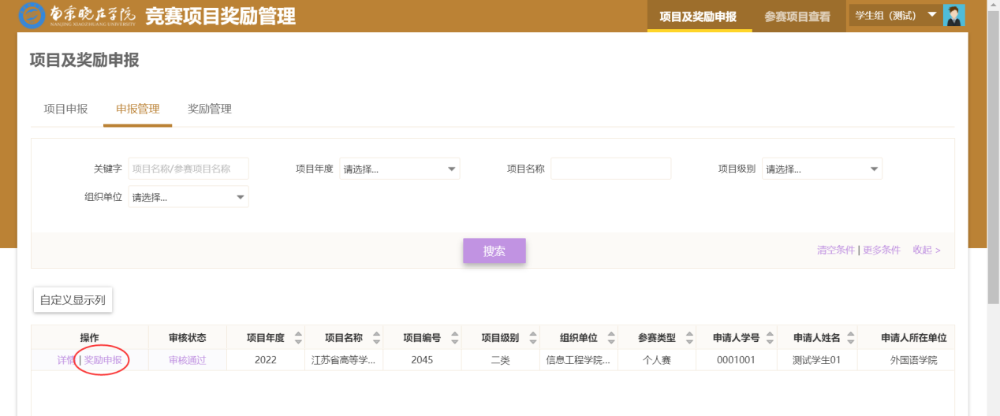 南京晓庄学院 竞赛项目奖励管理 项目及奖励申报 参赛项目查看 学生组（测试）
NANJING XIAOZHUANG UNIVERSITY
项目及奖励申报
项目申报 申报管理 奖励管理
关键字 项目名称/参赛项目名称 项目年度 请选择... 项目名称 项目级别 请选择...
组织单位 请选择...
搜索 清空条件 | 更多条件 收起 >
自定义显示列
操作 审核状态 项目年度 项目名称 项目编号 项目级别 组织单位 参赛类型 申请人学号 申请人姓名 申请人所在单位
详情 | 奖励申报 审核通过 2022 江苏省高等学... 2045 二类 信息工程学院... 个人赛 0001001 测试学生01 外国语学院